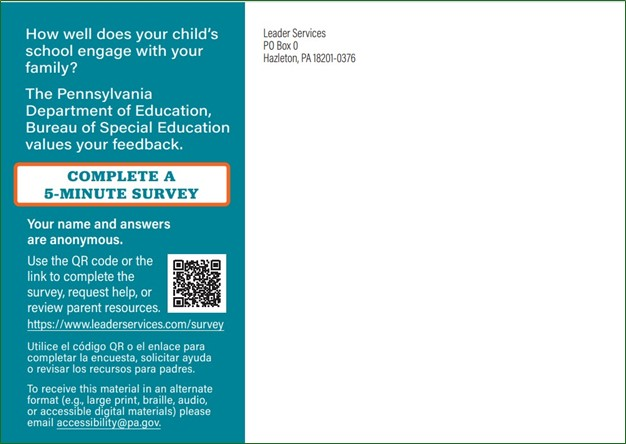 How well does your child's
school engage with your
family?
The Pennsylvania
Department of Education,
Bureau of Special Education
values your feedback.
COMPLETE A
5-MINUTE SURVEY
Your name and answers
are anonymous.
Use the QR code or the
link to complete the
survey, request help, or
review parent resources.
https://www.leaderservices.com/survey
Utilice el código QR o el enlace para
completar la encuesta, solicitar ayuda
o revisar los recursos para padres.
To receive this material in an alternate
format (e.g., large print, braille, audio,
or accessible digital materials) please
email accessibility@pa.gov.
Leader Services
PO Box 0
Hazleton, PA 18201-0376